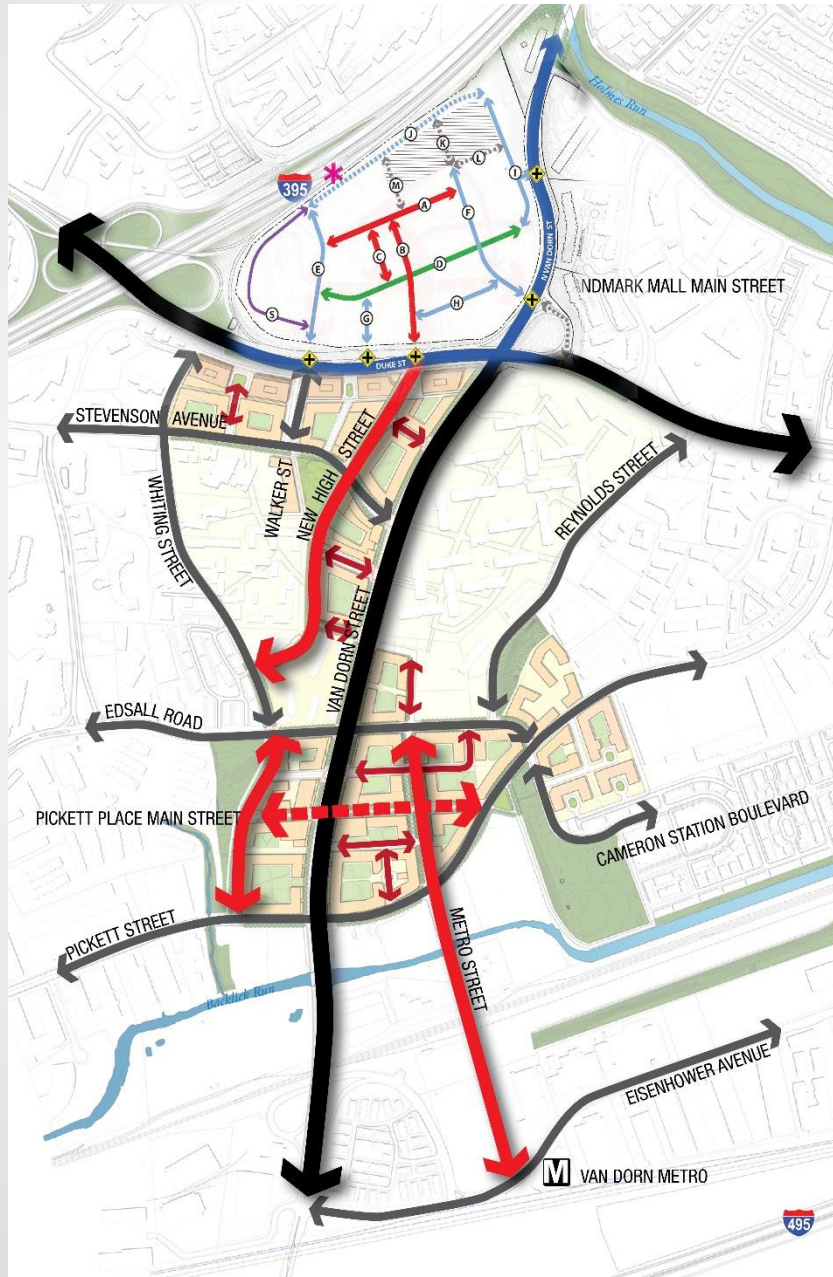 Holmes Run
395
J
K
L
M
I
A
F
B
C
D
E
S
G
H
N VAN DORN ST
NDMARK MALL MAIN STREET
DUKE ST
STEVENSON AVENUE
WALKER ST
NEW HIGH STREET
WHITING STREET
REYNOLDS STREET
VAN DORN STREET
EDSALL ROAD
PICKETT PLACE MAIN STREET
CAMERON STATION BOULEVARD
PICKETT STREET
METRO STREET
Backlick Run
EISENHOWER AVENUE
M VAN DORN METRO
495